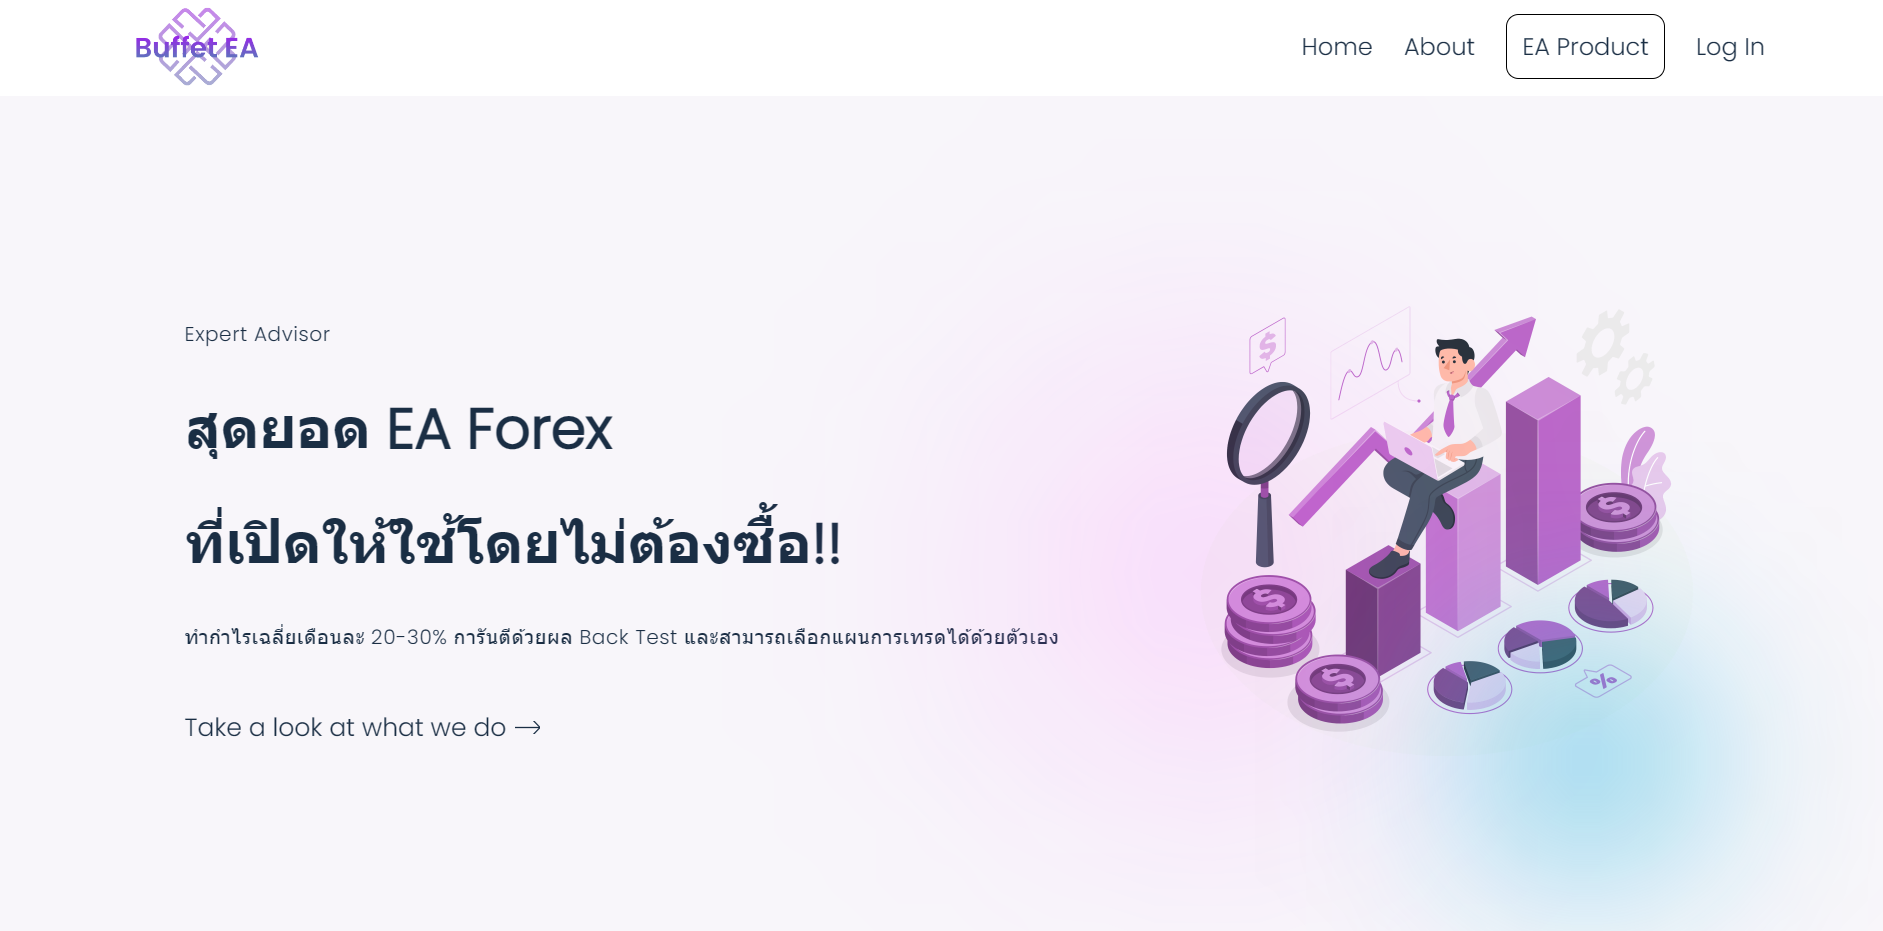 Buffet EA
Home
About
EA Product
Log In
Expert Advisor
สุดยอด EA Forex
ที่เปิดให้ใช้โดยไม่ต้องซื้อ!!
ทำกำไรเฉลี่ยเดือนละ 20-30% การันตีด้วยผล Back Test และสามารถเลือกแผนการเทรดได้ด้วยตัวเอง
Take a look at what we do →
$
%